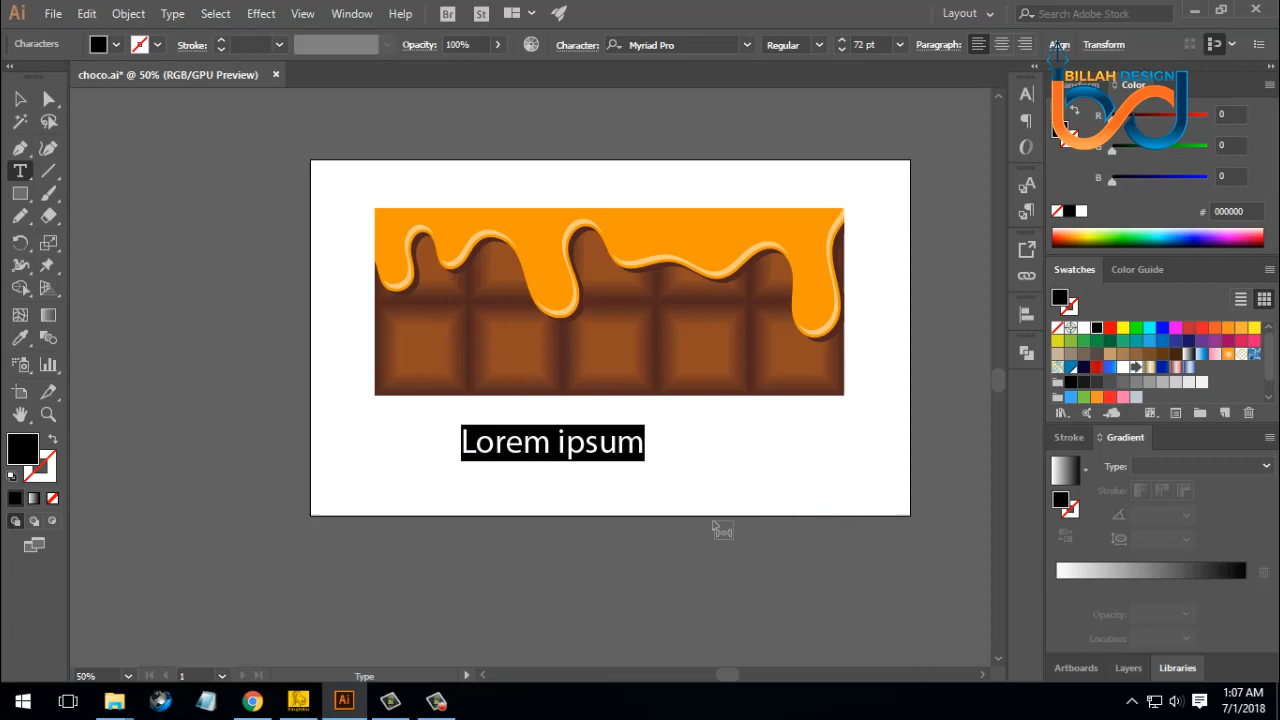 Ai File Edit Object Type Select Effect View Window Help Br St Layout Search Adobe Stock
Characters Stroke: Opacity: 100% Character: Myriad Pro Regular 72 pt Paragraph: Align Transform
choco.ai* @ 50% (RGB/GPU Preview)
BILLAH DESIGN
Transform Color
R 0
G 0
B 0
# 000000
Swatches Color Guide
Lorem ipsum
Stroke Gradient
Type:
Stroke:
Opacity:
Location:
50% 1 Type
Artboards Layers Libraries
1:07 AM
7/1/2018